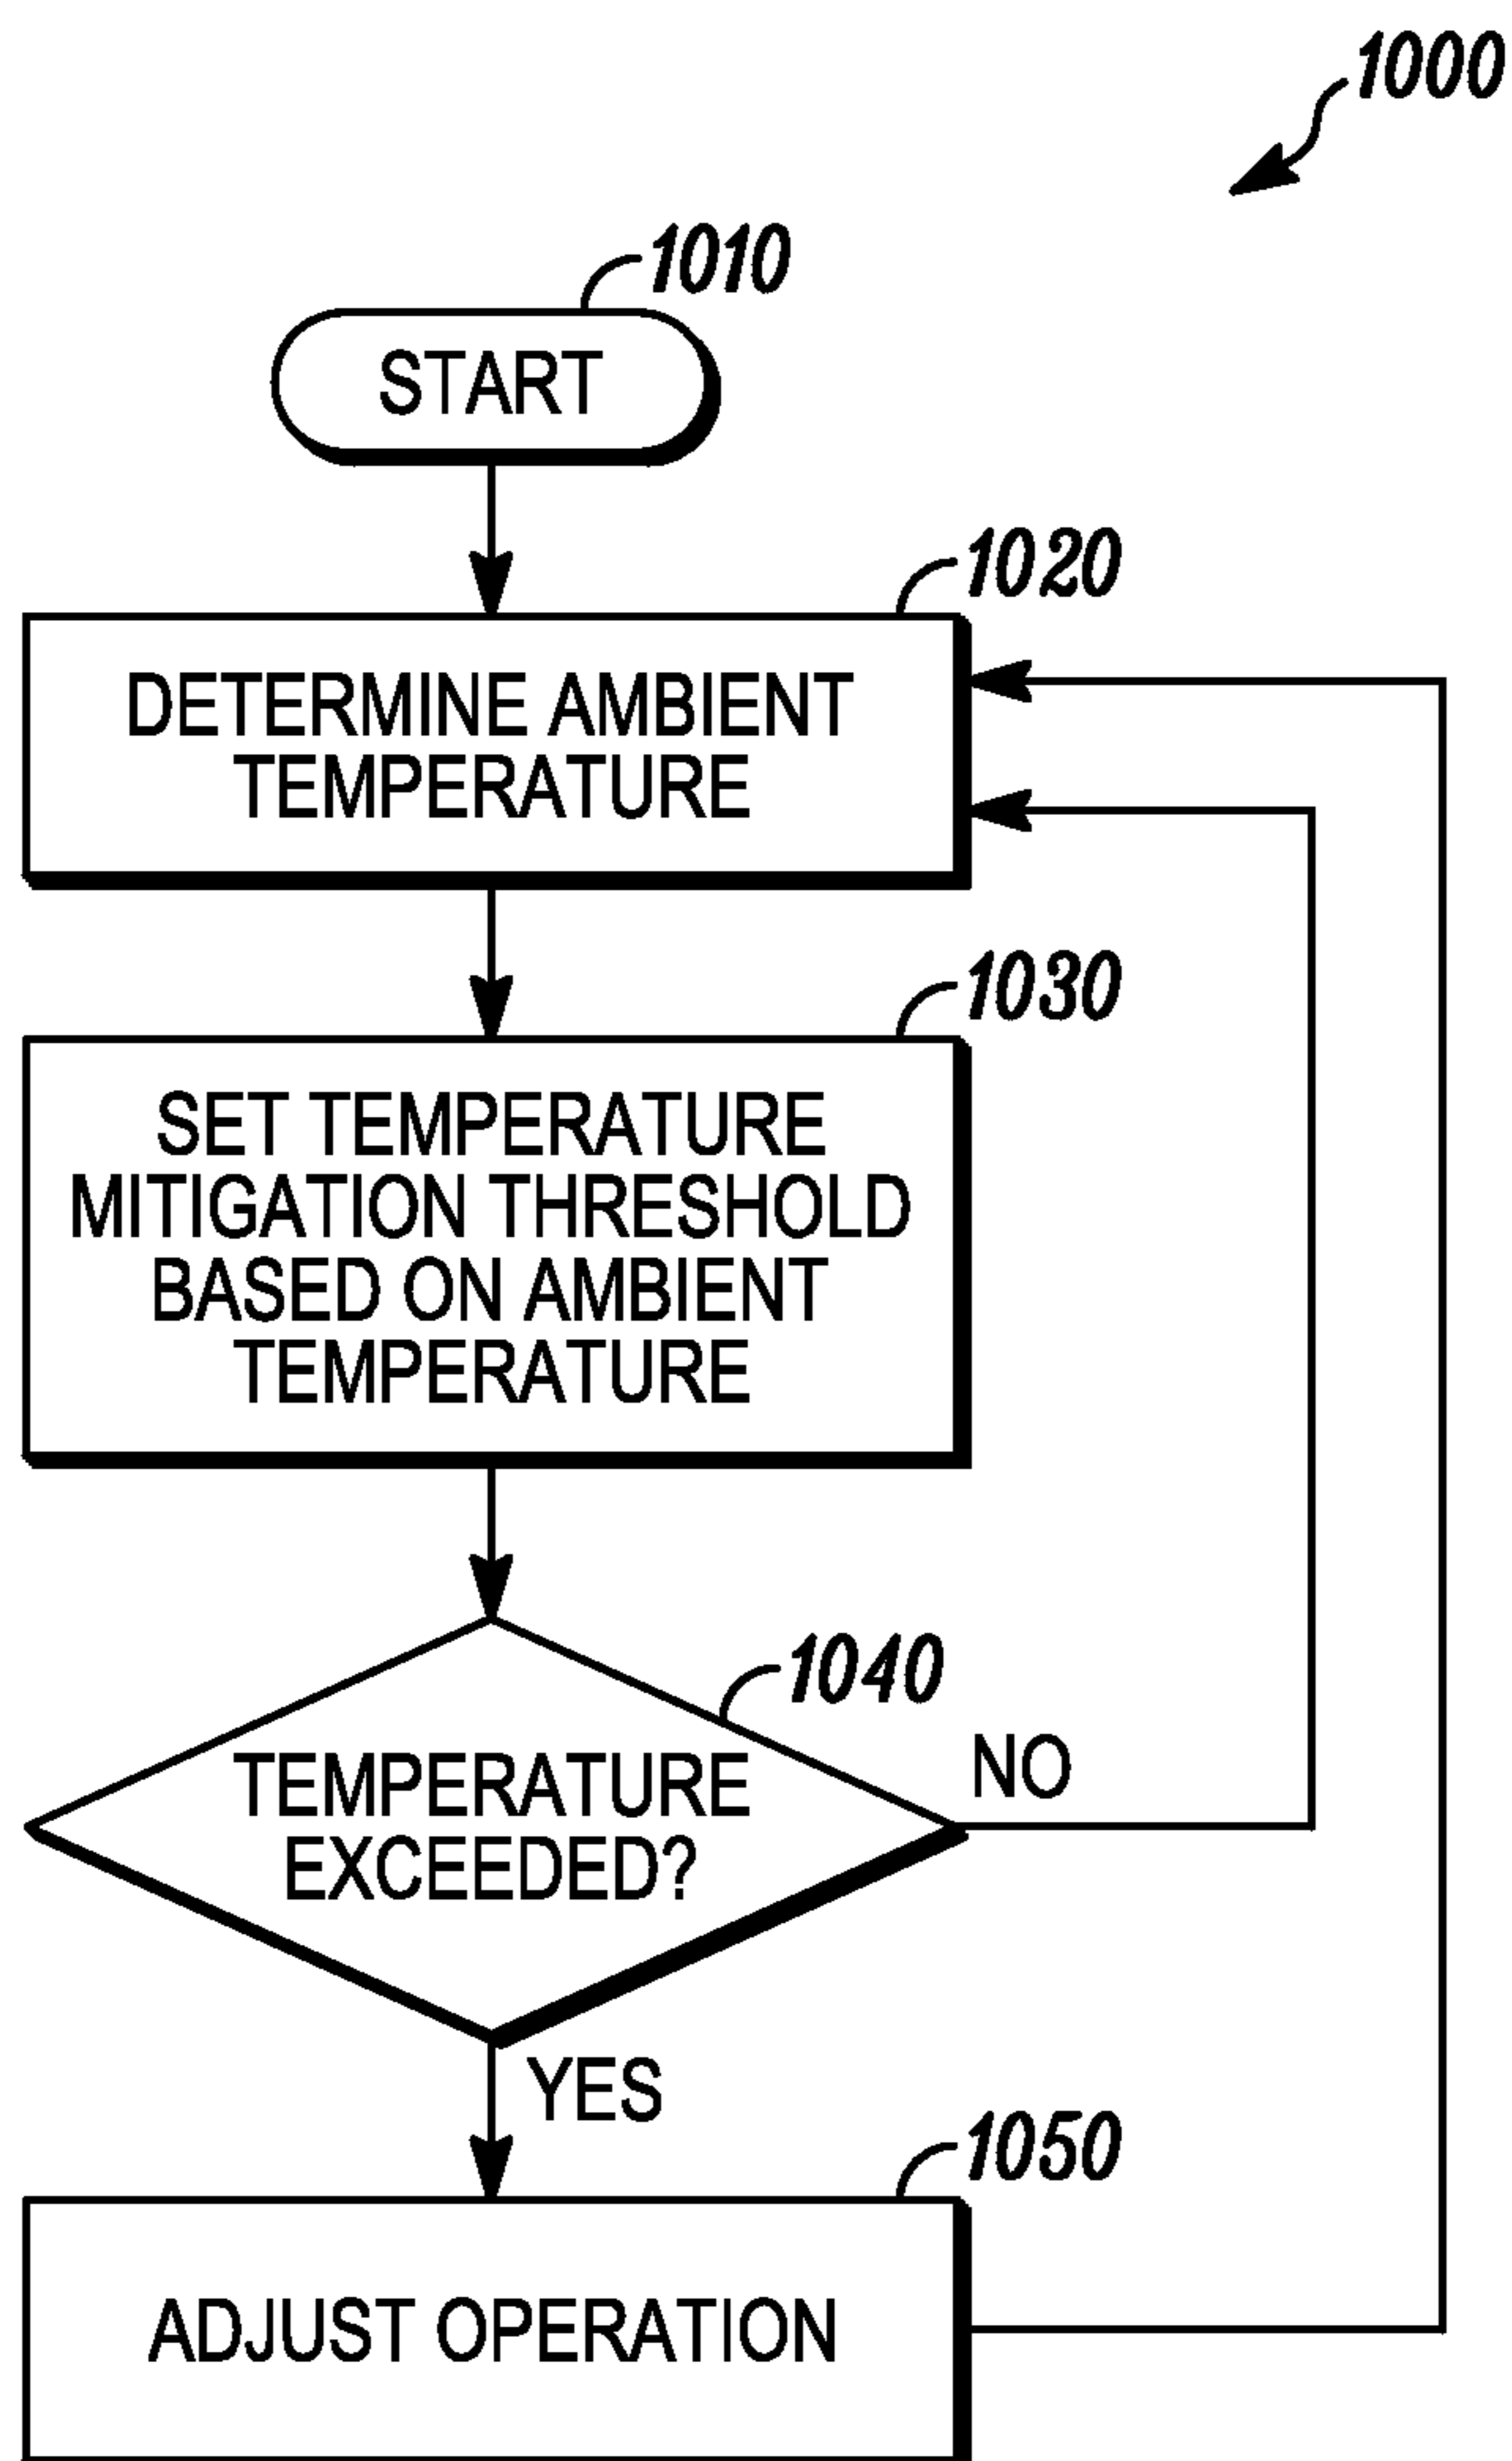 1000
1010
START
1020
DETERMINE AMBIENT
TEMPERATURE
1030
SET TEMPERATURE
MITIGATION THRESHOLD
BASED ON AMBIENT
TEMPERATURE
1040
TEMPERATURE
EXCEEDED?
NO
YES
1050
ADJUST OPERATION